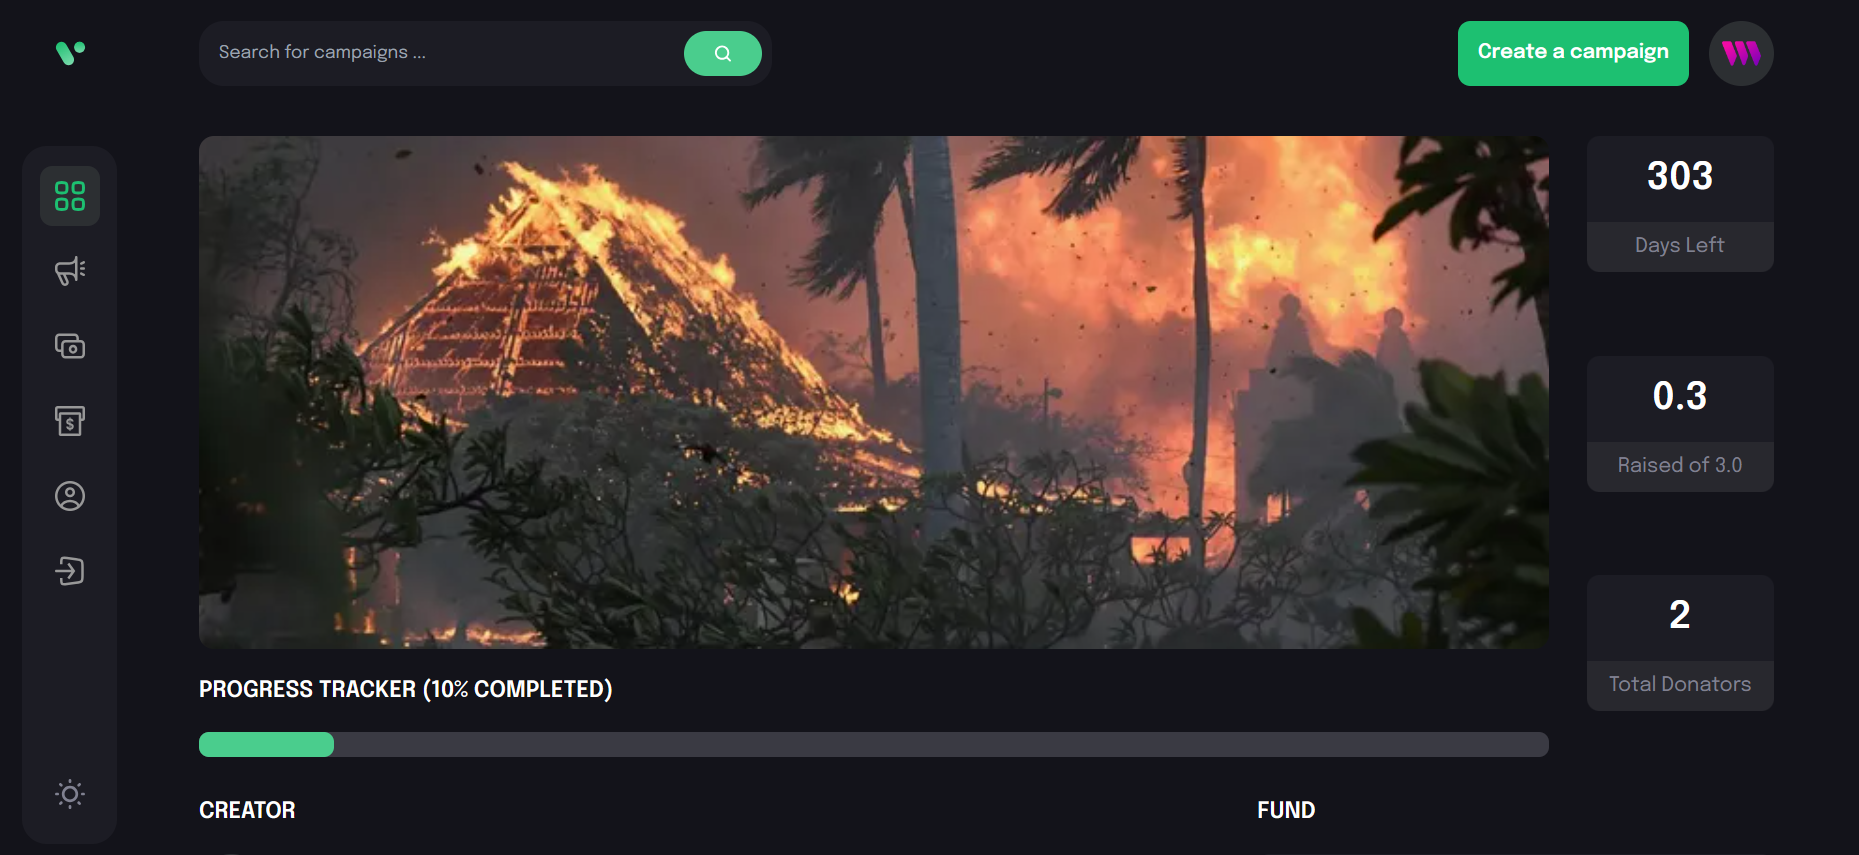 Search for campaigns ...
Create a campaign
303
Days Left
0.3
Raised of 3.0
2
Total Donators
PROGRESS TRACKER (10% COMPLETED)
CREATOR
FUND